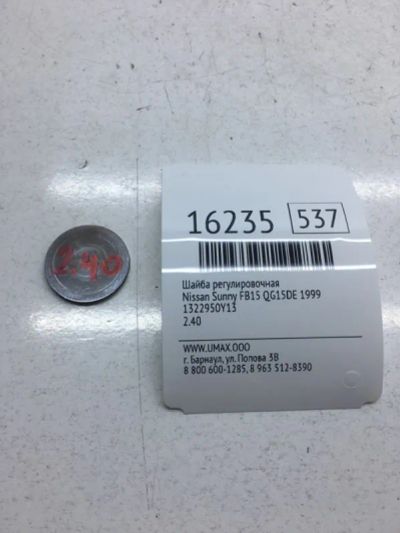 2.40
16235 537
Шайба регулировочная
Nissan Sunny FB15 QG15DE 1999
1322950Y13
2.40
WWW.UMAX.OOO
г. Барнаул, ул. Попова 3В
8 800 600-1285, 8 963 512-8390